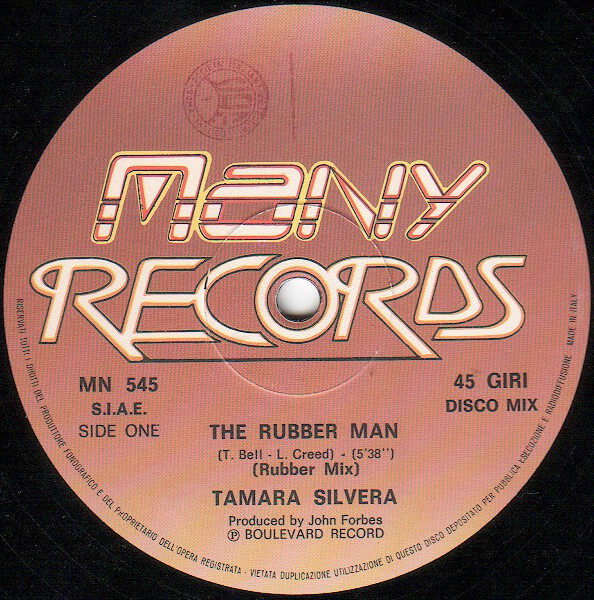 Many
RECORDS
MN 545
S.I.A.E.
SIDE ONE
45 GIRI
DISCO MIX
THE RUBBER MAN
(T. Bell - L. Creed) - (5'38'')
(Rubber Mix)
TAMARA SILVERA
Produced by John Forbes
Ⓟ BOULEVARD RECORD
RISERVATI TUTTI I DIRITTI DEL PRODUTTORE FONOGRAFICO E DEL PROPRIETARIO DELL'OPERA REGISTRATA - VIETATA DUPLICAZIONE UTILIZZAZIONE DI QUESTO DISCO DEPOSITATO PER PUBBLICA ESECUZIONE E RADIODIFFUSIONE MADE IN ITALY